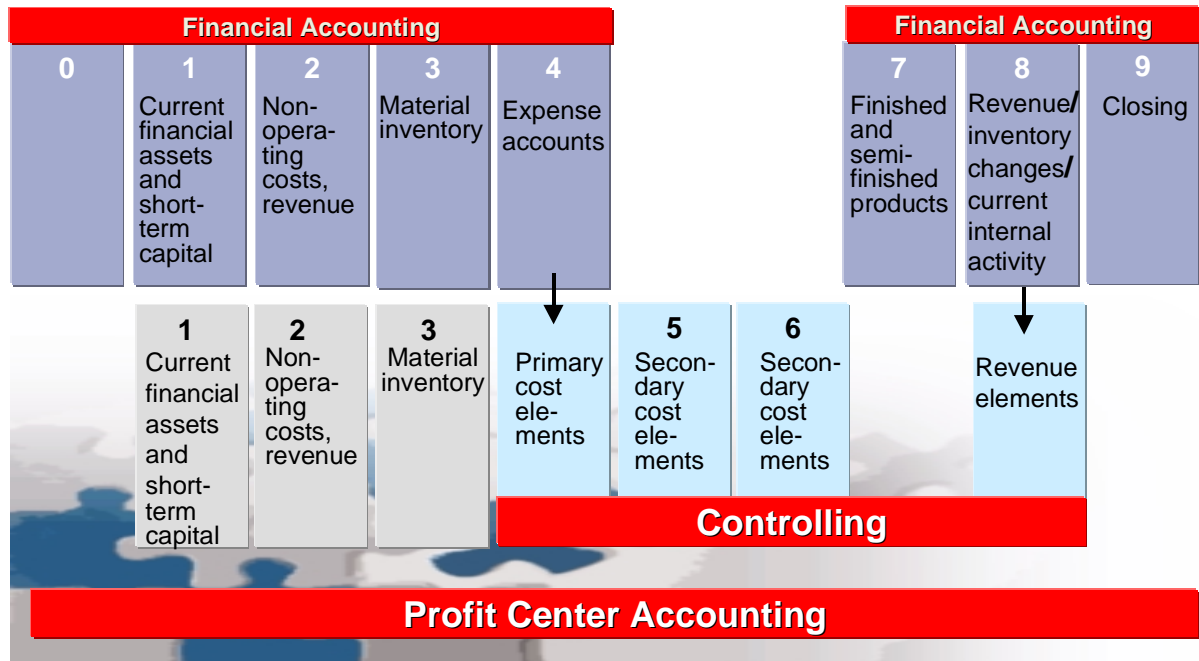 Financial Accounting
Financial Accounting
0
1
Current
financial
assets
and
short-
term
capital
2
Non-
opera-
ting
costs,
revenue
3
Material
inventory
4
Expense
accounts
7
Finished
and
semi-
finished
products
8
Revenue/
inventory
changes/
current
internal
activity
9
Closing
1
Current
financial
assets
and
short-
term
capital
2
Non-
opera-
ting
costs,
revenue
3
Material
inventory
Primary
cost
ele-
ments
5
Secon-
dary
cost
ele-
ments
6
Secon-
dary
cost
ele-
ments
Revenue
elements
Controlling
Profit Center Accounting